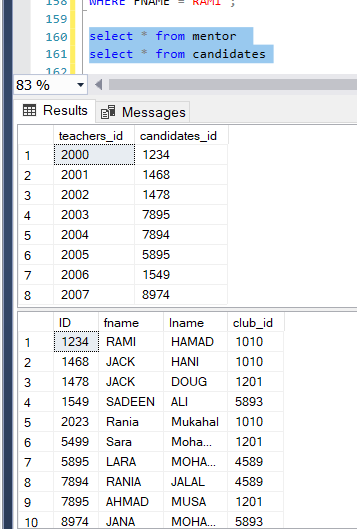 158 WHERE FNAME = 'RAMI';
159
160 select * from mentor
161 select * from candidates
162
83 %
Results Messages
teachers_id candidates_id
1 2000 1234
2 2001 1468
3 2002 1478
4 2003 7895
5 2004 7894
6 2005 5895
7 2006 1549
8 2007 8974
ID fname lname club_id
1 1234 RAMI HAMAD 1010
2 1468 JACK HANI 1010
3 1478 JACK DOUG 1201
4 1549 SADEEN ALI 5893
5 2023 Rania Mukahal 1010
6 5499 Sara Moha... 1201
7 5895 LARA MOHA... 4589
8 7894 RANIA JALAL 4589
9 7895 AHMAD MUSA 1201
10 8974 JANA MOHA... 5893